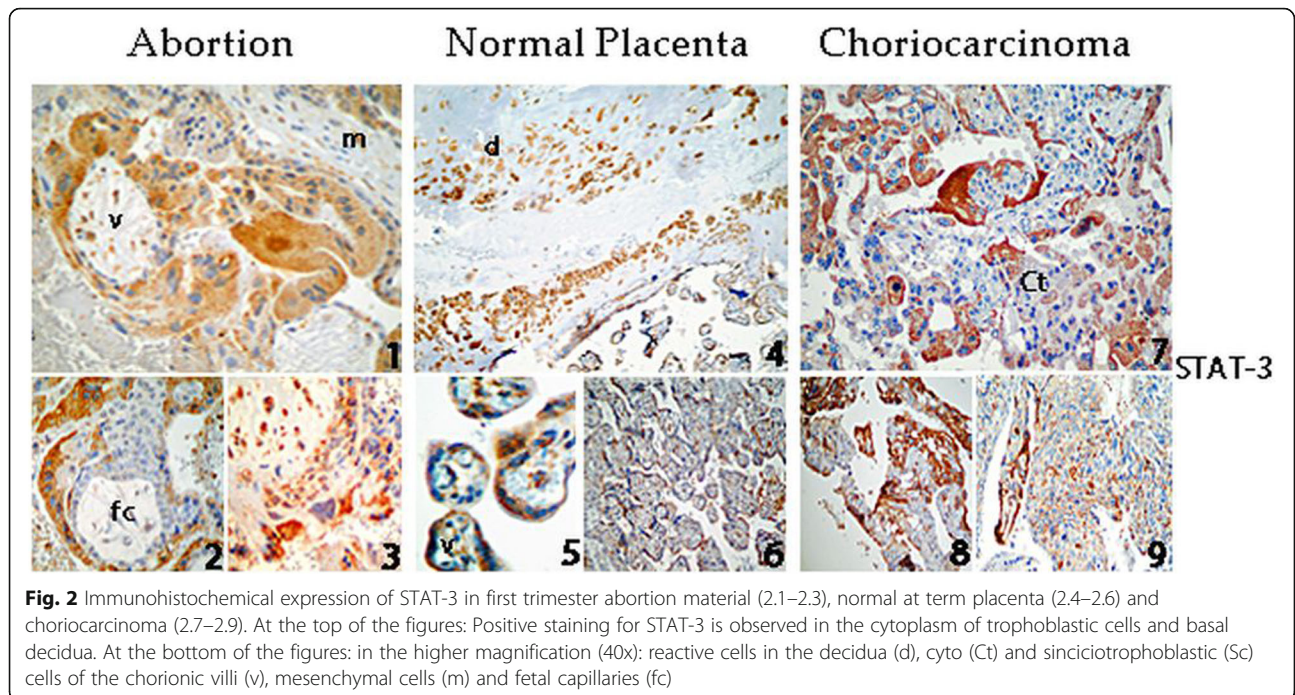 Abortion Normal Placenta Choriocarcinoma
m
v
1
d
4
Ct
7
STAT-3
fc
2
3
v
5
6
8
9
Fig. 2 Immunohistochemical expression of STAT-3 in first trimester abortion material (2.1–2.3), normal at term placenta (2.4–2.6) and
choriocarcinoma (2.7–2.9). At the top of the figures: Positive staining for STAT-3 is observed in the cytoplasm of trophoblastic cells and basal
decidua. At the bottom of the figures: in the higher magnification (40x): reactive cells in the decidua (d), cyto (Ct) and sinciciotrophoblastic (Sc)
cells of the chorionic villi (v), mesenchymal cells (m) and fetal capillaries (fc)